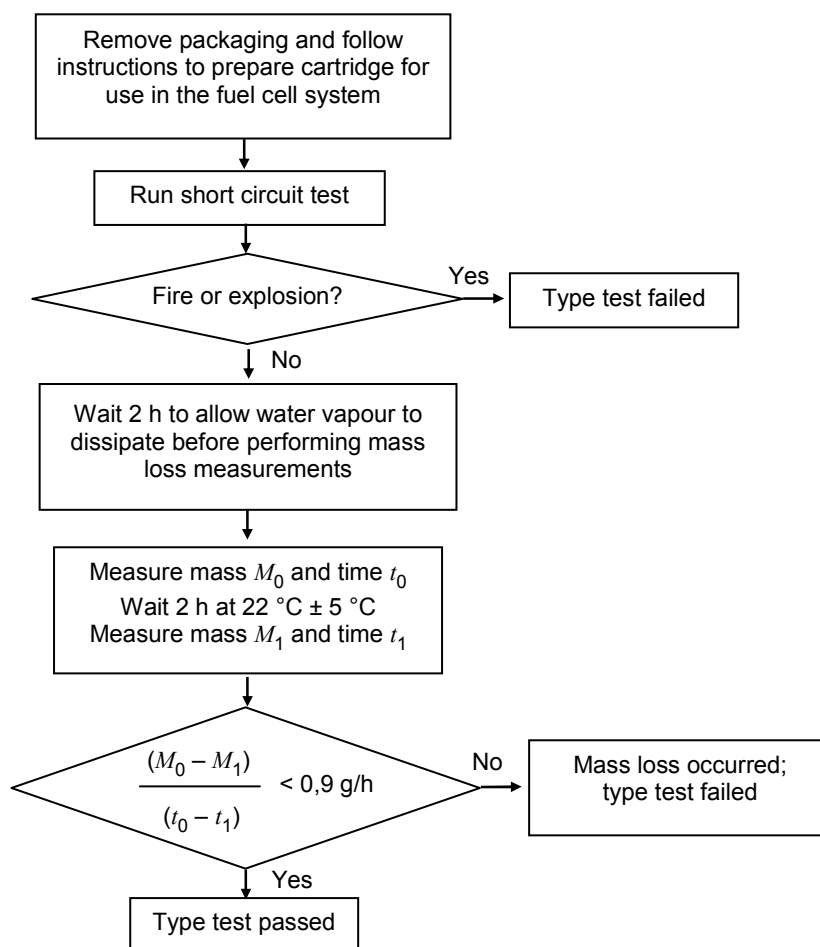 Remove packaging and follow
instructions to prepare cartridge for
use in the fuel cell system
Run short circuit test
Fire or explosion?
Yes
Type test failed
No
Wait 2 h to allow water vapour to
dissipate before performing mass
loss measurements
Measure mass M0 and time t0
Wait 2 h at 22 °C ± 5 °C
Measure mass M1 and time t1
(M0 – M1)
< 0,9 g/h
(t0 – t1)
No
Mass loss occurred;
type test failed
Yes
Type test passed